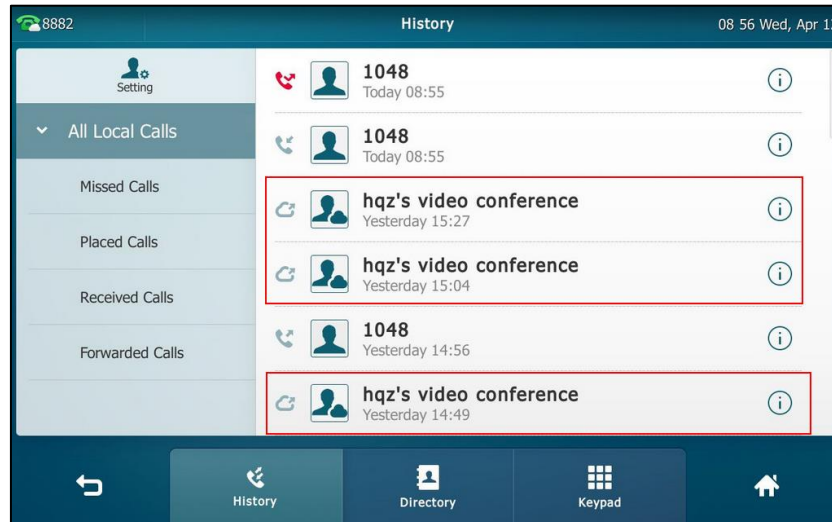 8882
History
08 56 Wed, Apr 1
Setting
All Local Calls
Missed Calls
Placed Calls
Received Calls
Forwarded Calls
1048
Today 08:55
1048
Today 08:55
hqz's video conference
Yesterday 15:27
hqz's video conference
Yesterday 15:04
1048
Yesterday 14:56
hqz's video conference
Yesterday 14:49
History
Directory
Keypad